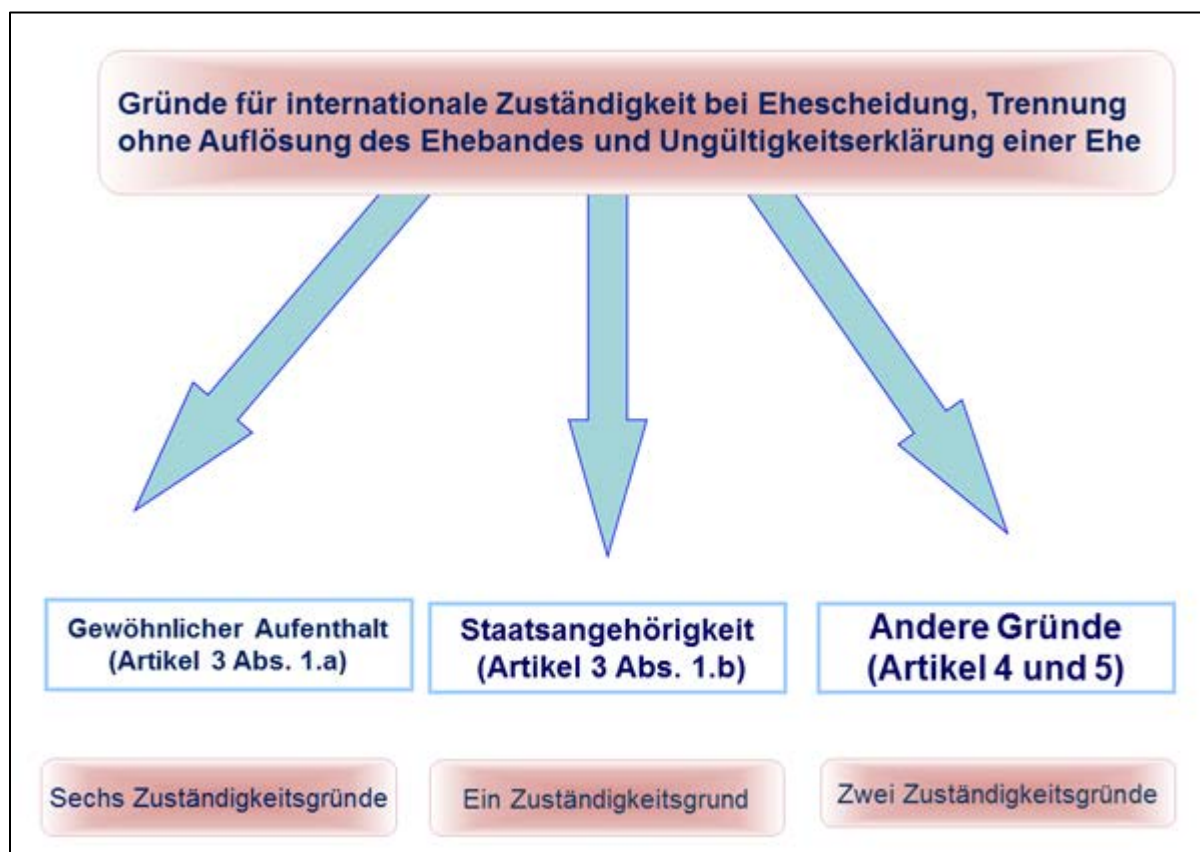 Gründe für internationale Zuständigkeit bei Ehescheidung, Trennung
ohne Auflösung des Ehebandes und Ungültigkeitserklärung einer Ehe
Gewöhnlicher Aufenthalt
(Artikel 3 Abs. 1.a)
Staatsangehörigkeit
(Artikel 3 Abs. 1.b)
Andere Gründe
(Artikel 4 und 5)
Sechs Zuständigkeitsgründe
Ein Zuständigkeitsgrund
Zwei Zuständigkeitsgründe